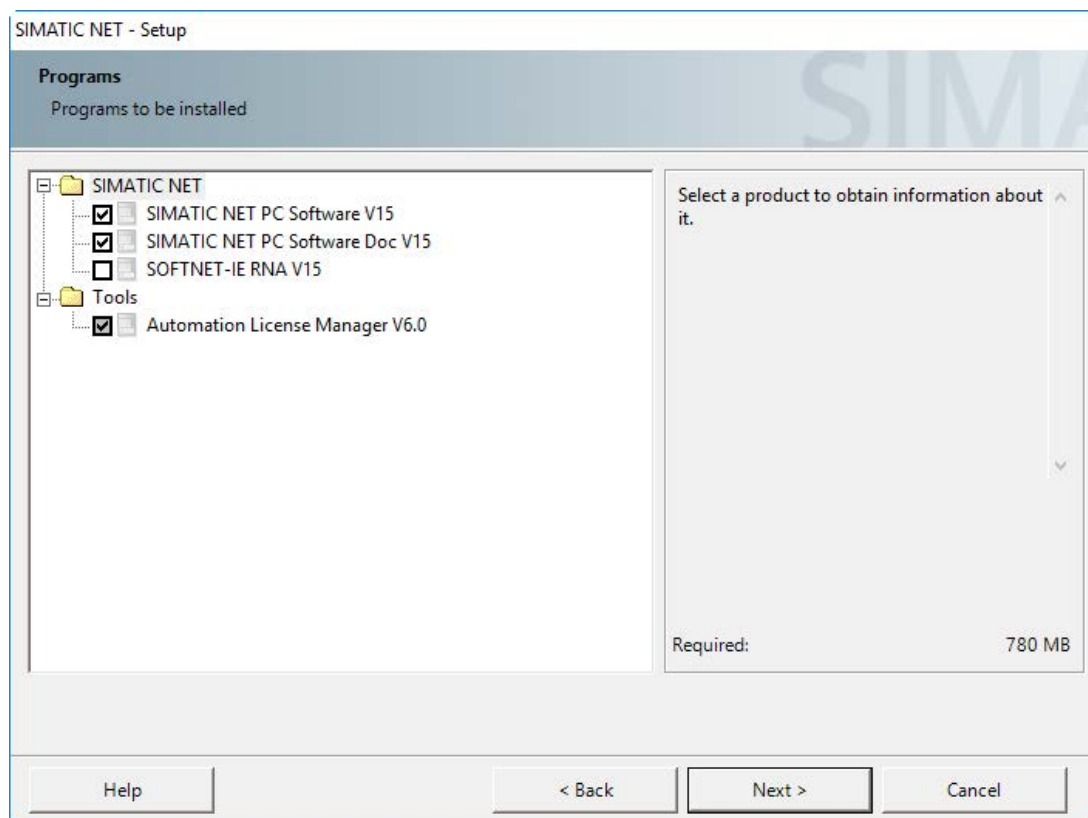 SIMATIC NET - Setup
Programs
Programs to be installed
SIMA
SIMATIC NET
SIMATIC NET PC Software V15
SIMATIC NET PC Software Doc V15
SOFTNET-IE RNA V15
Tools
Automation License Manager V6.0
Select a product to obtain information about
it.
Required: 780 MB
Help
< Back
Next >
Cancel